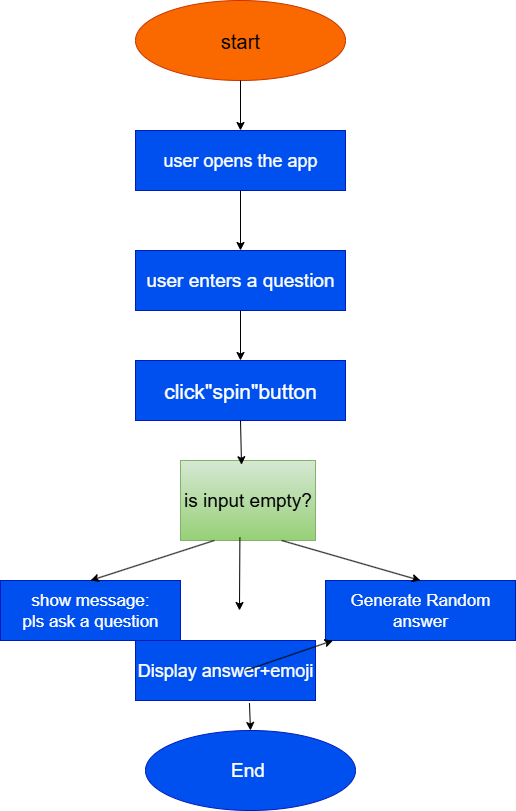 start
user opens the app
user enters a question
click"spin"button
is input empty?
show message:
pls ask a question
Generate Random
answer
Display answer+emoji
End